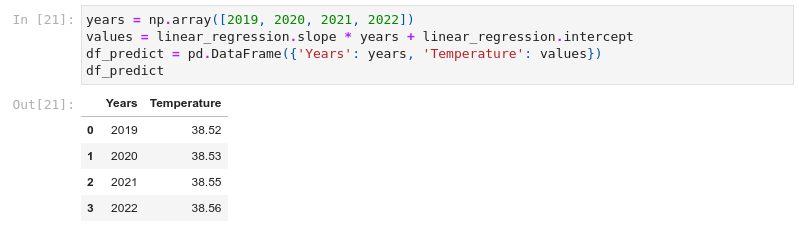 In [21]: years = np.array([2019, 2020, 2021, 2022])
values = linear_regression.slope * years + linear_regression.intercept
df_predict = pd.DataFrame({'Years': years, 'Temperature': values})
df_predict
Out[21]:
Years Temperature
0 2019 38.52
1 2020 38.53
2 2021 38.55
3 2022 38.56